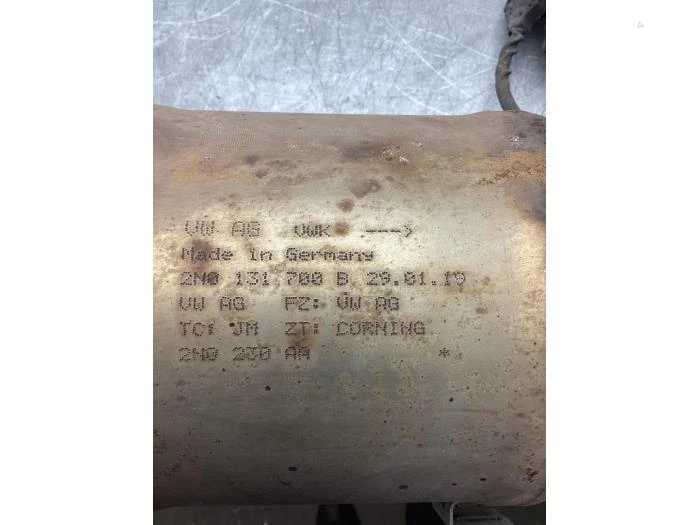 VW AG VWK --->
Made in Germany
2N0 131 700 B 29.01.19
VW AG FZ: VW AG
TC: JM ZT: CORNING
2N0 230 AA *